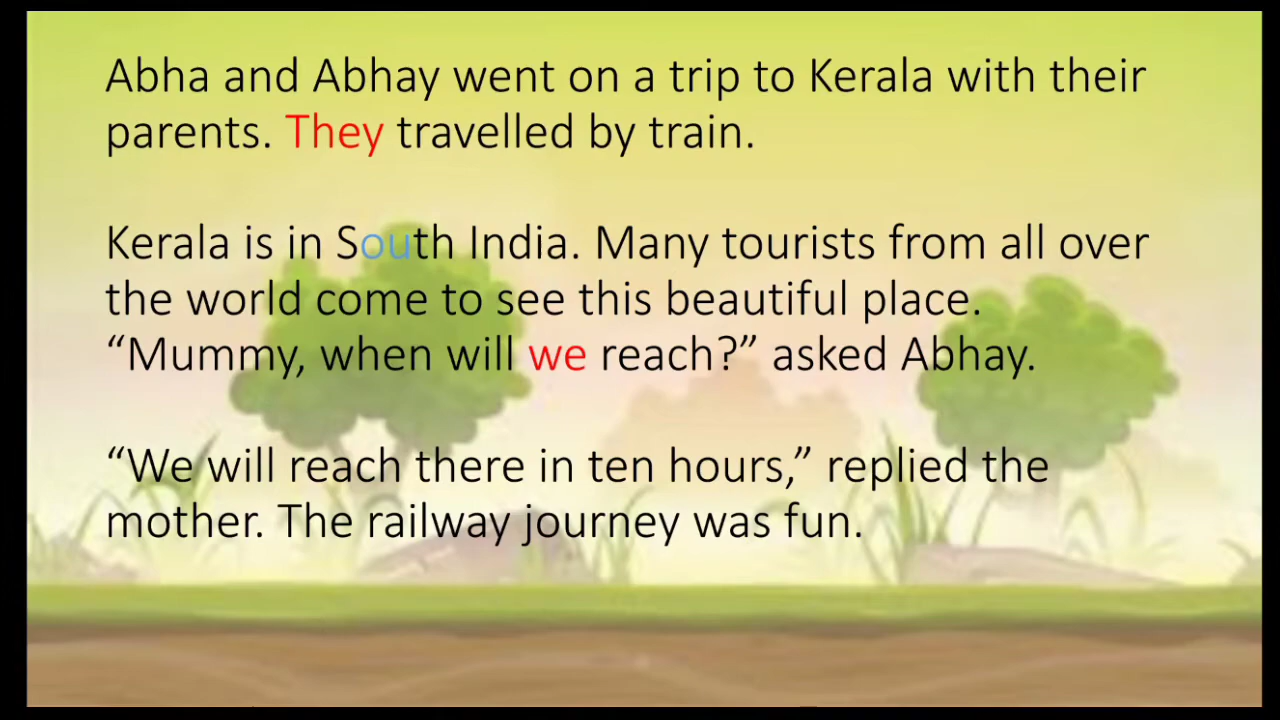 Abha and Abhay went on a trip to Kerala with their
parents. They travelled by train.
Kerala is in South India. Many tourists from all over
the world come to see this beautiful place.
“Mummy, when will we reach?” asked Abhay.
“We will reach there in ten hours,” replied the
mother. The railway journey was fun.